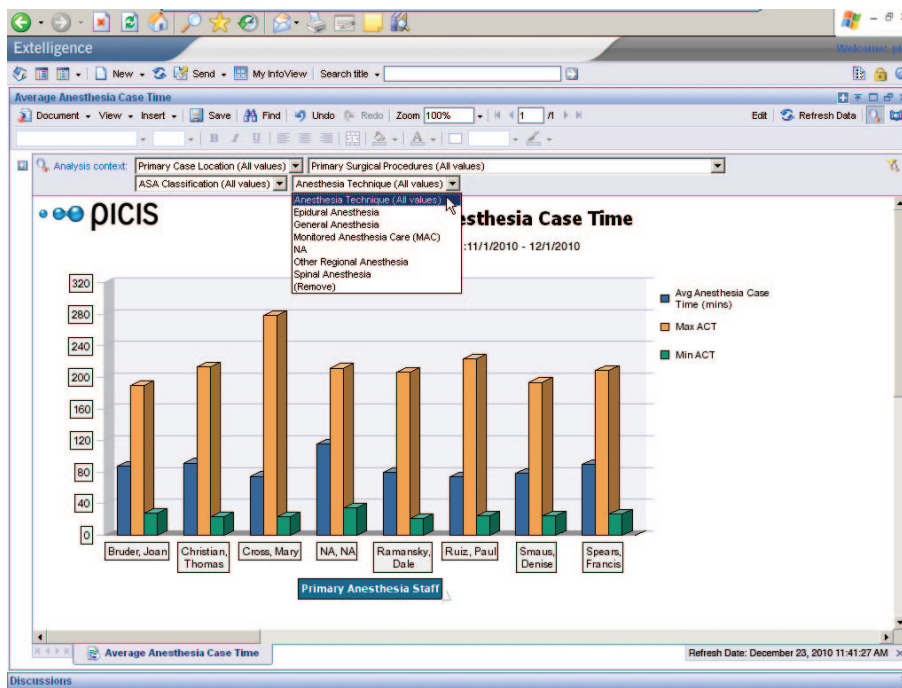 Extelligence
Welcome: pi
New Send My InfoView Search title
Average Anesthesia Case Time
Document View Insert Save Find Undo Redo Zoom 100% 1 /1 Edit Refresh Data
B I U A
Analysis context: Primary Case Location (All values) Primary Surgical Procedures (All values)
ASA Classification (All values) Anesthesia Technique (All values)
Anesthesia Technique (All values)
Epidural Anesthesia
General Anesthesia
Monitored Anesthesia Care (MAC)
NA
Other Regional Anesthesia
Spinal Anesthesia
(Remove)
PICIS
esthesia Case Time
:11/1/2010 - 12/1/2010
320
280
240
200
160
120
80
40
0
Avg Anesthesia Case
Time (mins)
Max ACT
Min ACT
Bruder, Joan
Christian,
Thomas
Cross, Mary
NA, NA
Ramansky,
Dale
Ruiz, Paul
Smaus,
Denise
Spears,
Francis
Primary Anesthesia Staff
Average Anesthesia Case Time
Refresh Date: December 23, 2010 11:41:27 AM
Discussions